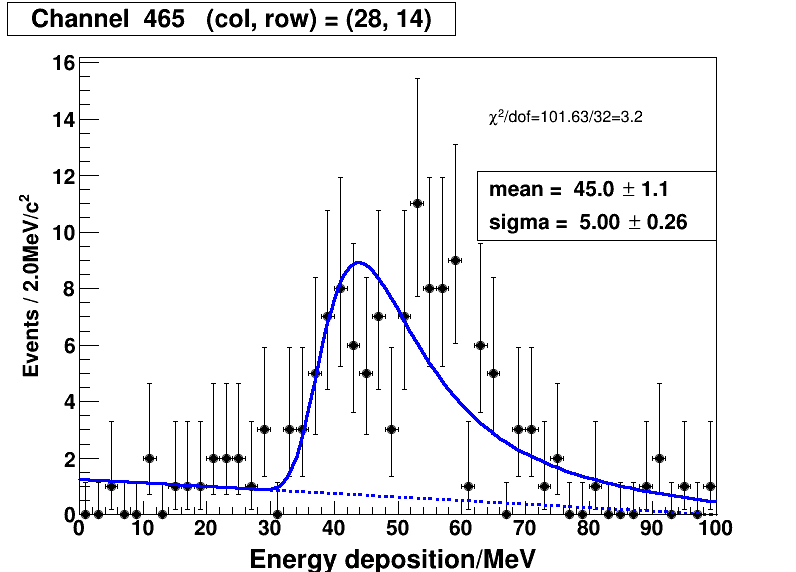 Channel 465 (col, row) = (28, 14)
χ²/dof=101.63/32=3.2
mean = 45.0 ± 1.1
sigma = 5.00 ± 0.26
Events / 2.0MeV/c²
16
14
12
10
8
6
4
2
0
0 10 20 30 40 50 60 70 80 90 100
Energy deposition/MeV